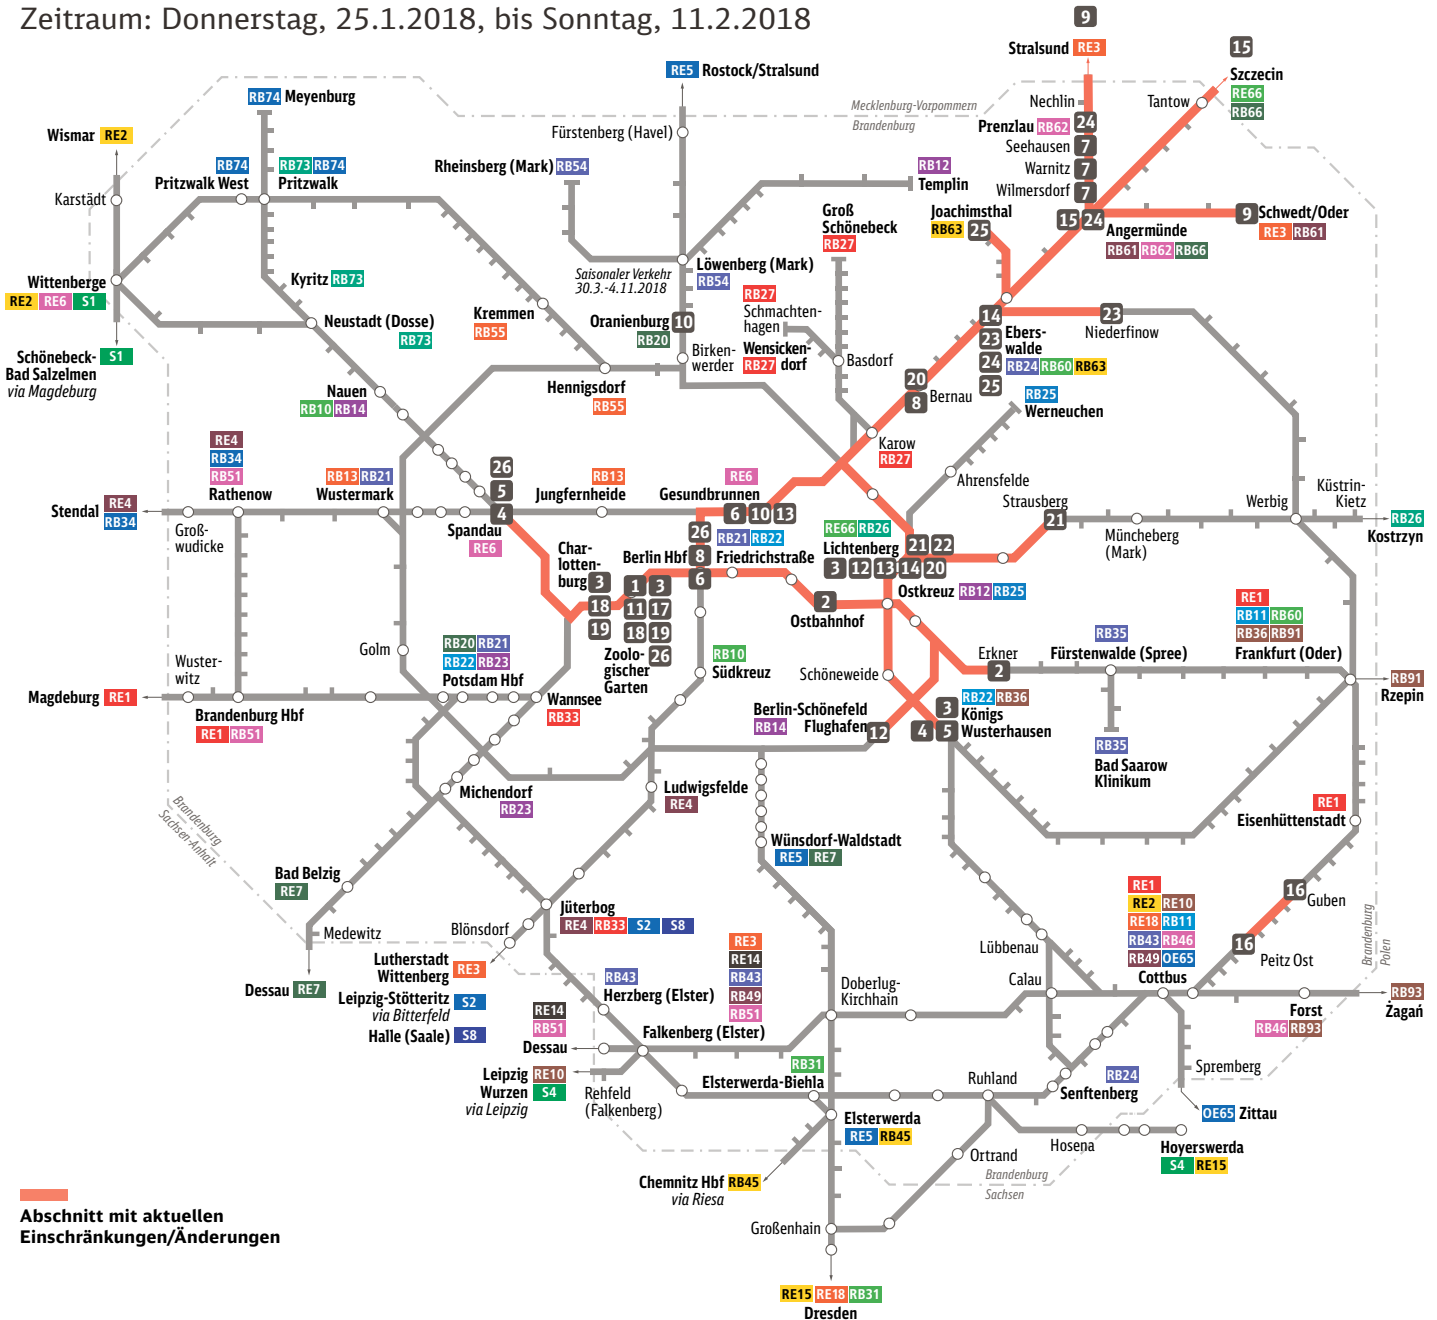 Zeitraum: Donnerstag, 25.1.2018, bis Sonntag, 11.2.2018
9
Stralsund RE3
15
Szczecin
RE66
RB66
RE5 Rostock/Stralsund
RB74 Meyenburg
Mecklenburg-Vorpommern
Brandenburg
Nechlin
Tantow
Prenzlau RB62 24
Seehausen 7
Warnitz 7
Wilmersdorf 7
Wismar RE2
Fürstenberg (Havel)
RB74
Pritzwalk West
RB73 RB74
Pritzwalk
Rheinsberg (Mark) RB54
RB12
Templin
Karstädt
Groß
Schönebeck
RB27
Joachimsthal
RB63 25
15 24
Angermünde
RB61 RB62 RB66
9 Schwedt/Oder
RE3 RB61
Wittenberge
RE2 RE6 S1
Kyritz RB73
Saisonaler Verkehr
30.3.-4.11.2018
Löwenberg (Mark)
RB54
RB27
Schmachten-
hagen
Wensicken-
dorf
RB27
Kremmen
RB55
Oranienburg 10
RB20
Neustadt (Dosse)
RB73
Birken-
werder
Basdorf
14
23
24
25
Ebers-
walde
RB24 RB60 RB63
23
Niederfinow
Schönebeck-
Bad Salzelmen
via Magdeburg
S1
Nauen
RB10 RB14
Hennigsdorf
RB55
20
8
Bernau
RB25
Werneuchen
Karow
RB27
RE4
RB34
RB51
Rathenow
RB13 RB21
Wustermark
26
5
4
Spandau
RE6
RB13
Jungfernheide
RE6
Gesundbrunnen
6 10 13
Ahrensfelde
Strausberg
21
Werbig
Küstrin-
Kietz
RB26
Kostrzyn
Stendal RE4
RB34
Groß-
wudicke
Müncheberg
(Mark)
26
8
6
RB21 RB22
Berlin Hbf
Friedrichstraße
RE66 RB26
Lichtenberg
21 22
3 12 13 14 20
Ostkreuz RB12 RB25
Char-
lotten-
burg
3
18
19
1 3
11 17
18 19
26
Zoolo-
gischer
Garten
2
Ostbahnhof
RE1
RB11 RB60
RB36 RB91
Frankfurt (Oder)
RB35
Fürstenwalde (Spree)
Erkner
2
Golm
RB20 RB21
RB22 RB23
Potsdam Hbf
RB10
Südkreuz
Schöneweide
Wuster-
witz
RB91
Rzepin
Magdeburg RE1
Brandenburg Hbf
RE1 RB51
Wannsee
RB33
Berlin-Schönefeld
RB14 Flughafen
12
RB22 RB36
3
4 5
Königs
Wusterhausen
RB35
Bad Saarow
Klinikum
Michendorf
RB23
Ludwigsfelde
RE4
Brandenburg
Sachsen-Anhalt
RE1
Eisenhüttenstadt
Wünsdorf-Waldstadt
RE5 RE7
Bad Belzig
RE7
16
Guben
RE1
RE2 RE10
RE18 RB11
RB43 RB46
RB49 OE65
Cottbus
16
Peitz Ost
Brandenburg
Polen
Jüterbog
RE4 RB33 S2 S8
Blönsdorf
Medewitz
Lübbenau
Calau
Lutherstadt
Wittenberg
RE3
Leipzig-Stötteritz
via Bitterfeld
S2
Halle (Saale) S8
Dessau RE7
RB43
Herzberg (Elster)
RE3
RE14
RB43
RB49
RB51
Falkenberg (Elster)
Doberlug-
Kirchhain
Forst
RB46 RB93
RB93
Żagań
RE14
RB51
Dessau
Leipzig RE10
Wurzen S4
via Leipzig
Rehfeld
(Falkenberg)
RB31
Elsterwerda-Biehla
Ruhland
RB24
Senftenberg
Spremberg
OE65 Zittau
Elsterwerda
RE5 RB45
Hosena
Hoyerswerda
S4 RE15
Ortrand
Brandenburg
Sachsen
Chemnitz Hbf RB45
via Riesa
Großenhain
Abschnitt mit aktuellen
Einschränkungen/Änderungen
RE15 RE18 RB31
Dresden